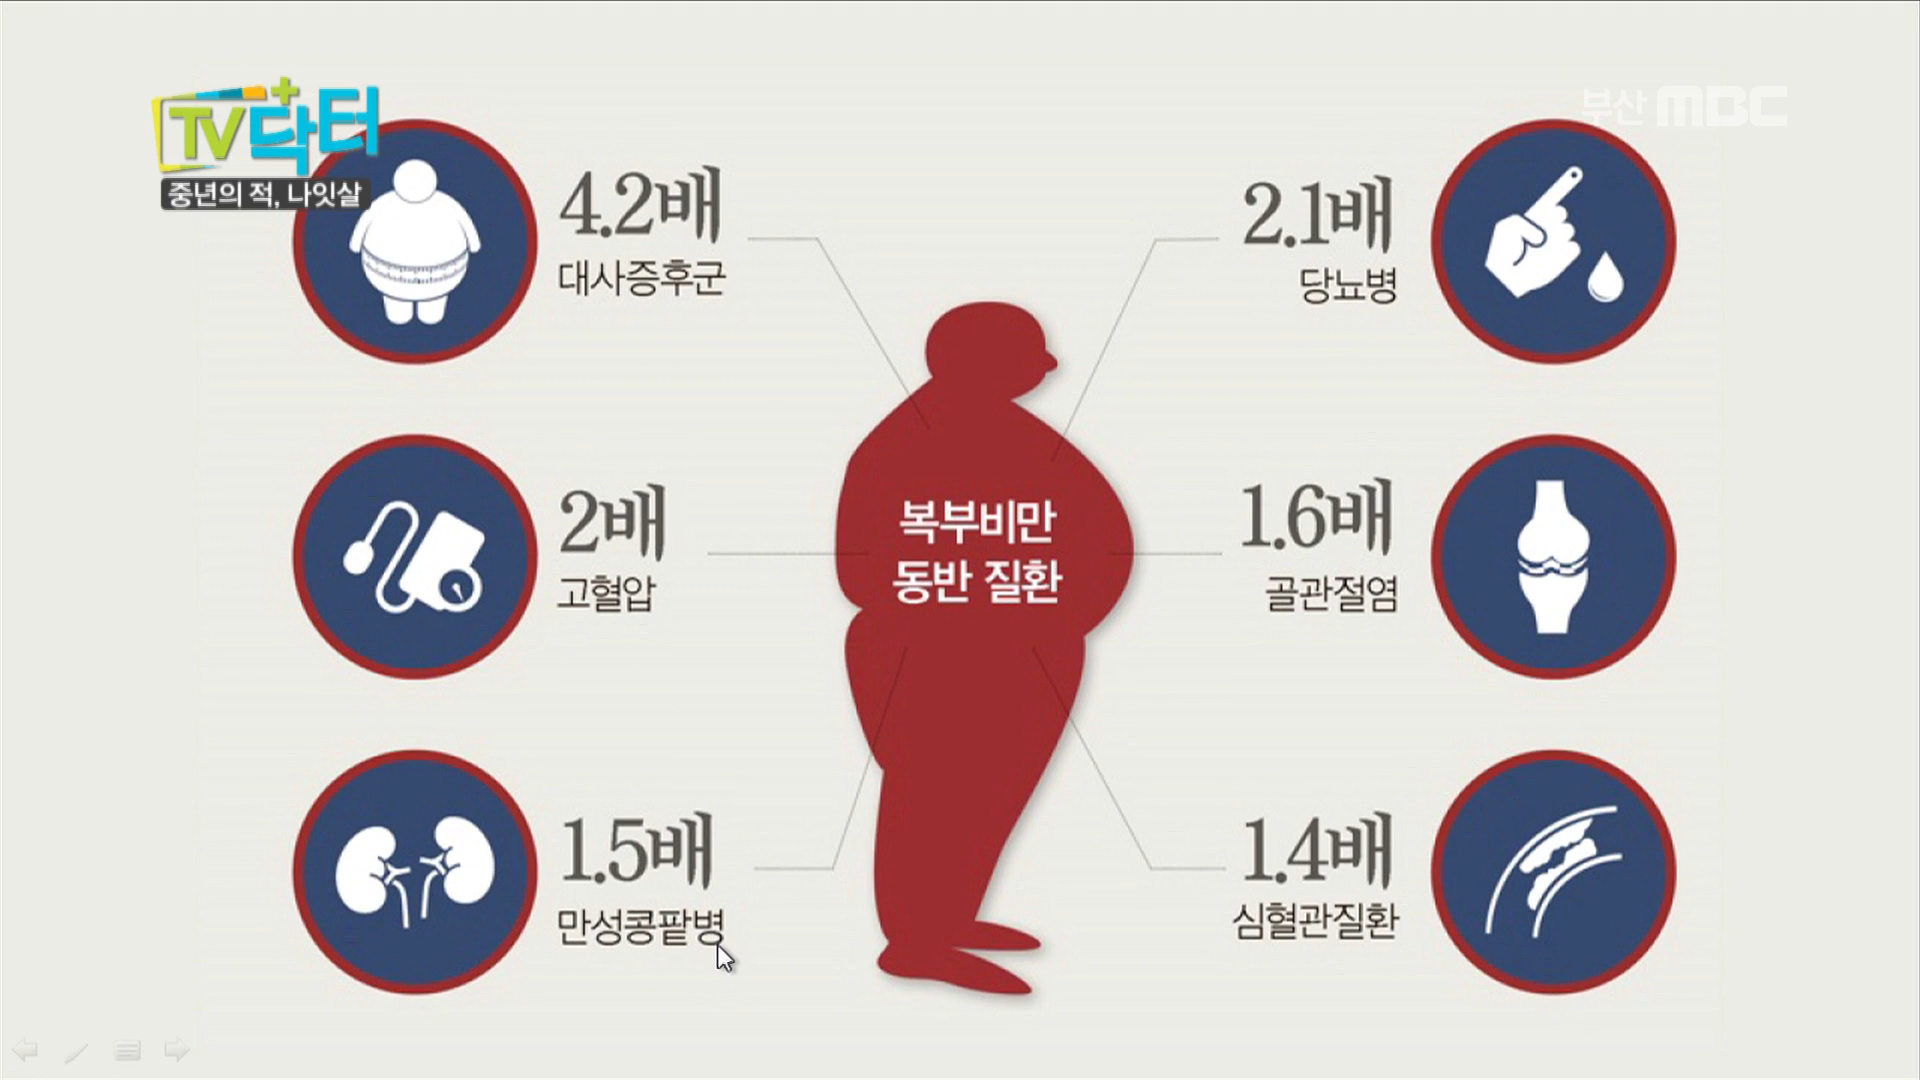 TV닥터
중년의 적, 나잇살
부산 MBC
4.2배
대사증후군
2.1배
당뇨병
2배
고혈압
복부비만
동반 질환
1.6배
골관절염
1.5배
만성콩팥병
1.4배
심혈관질환